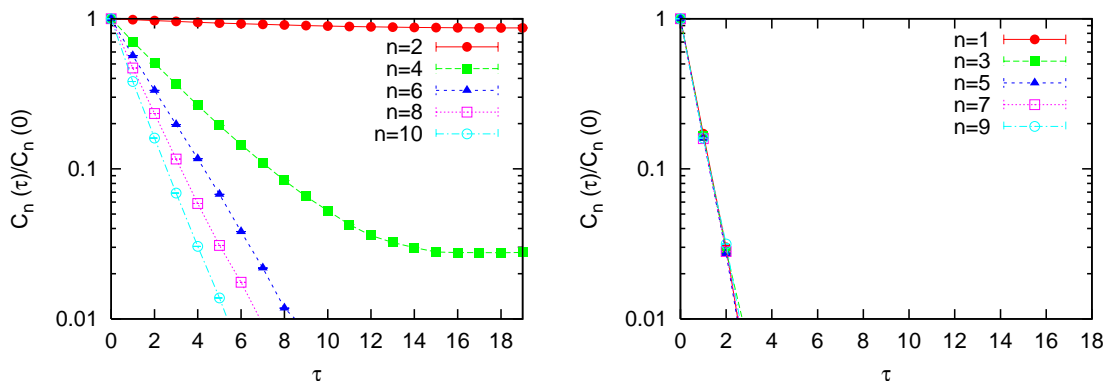 1
0.1
0.01
C_n (τ)/C_n (0)
0 2 4 6 8 10 12 14 16 18
τ
n=2
n=4
n=6
n=8
n=10
1
0.1
0.01
C_n (τ)/C_n (0)
0 2 4 6 8 10 12 14 16 18
τ
n=1
n=3
n=5
n=7
n=9